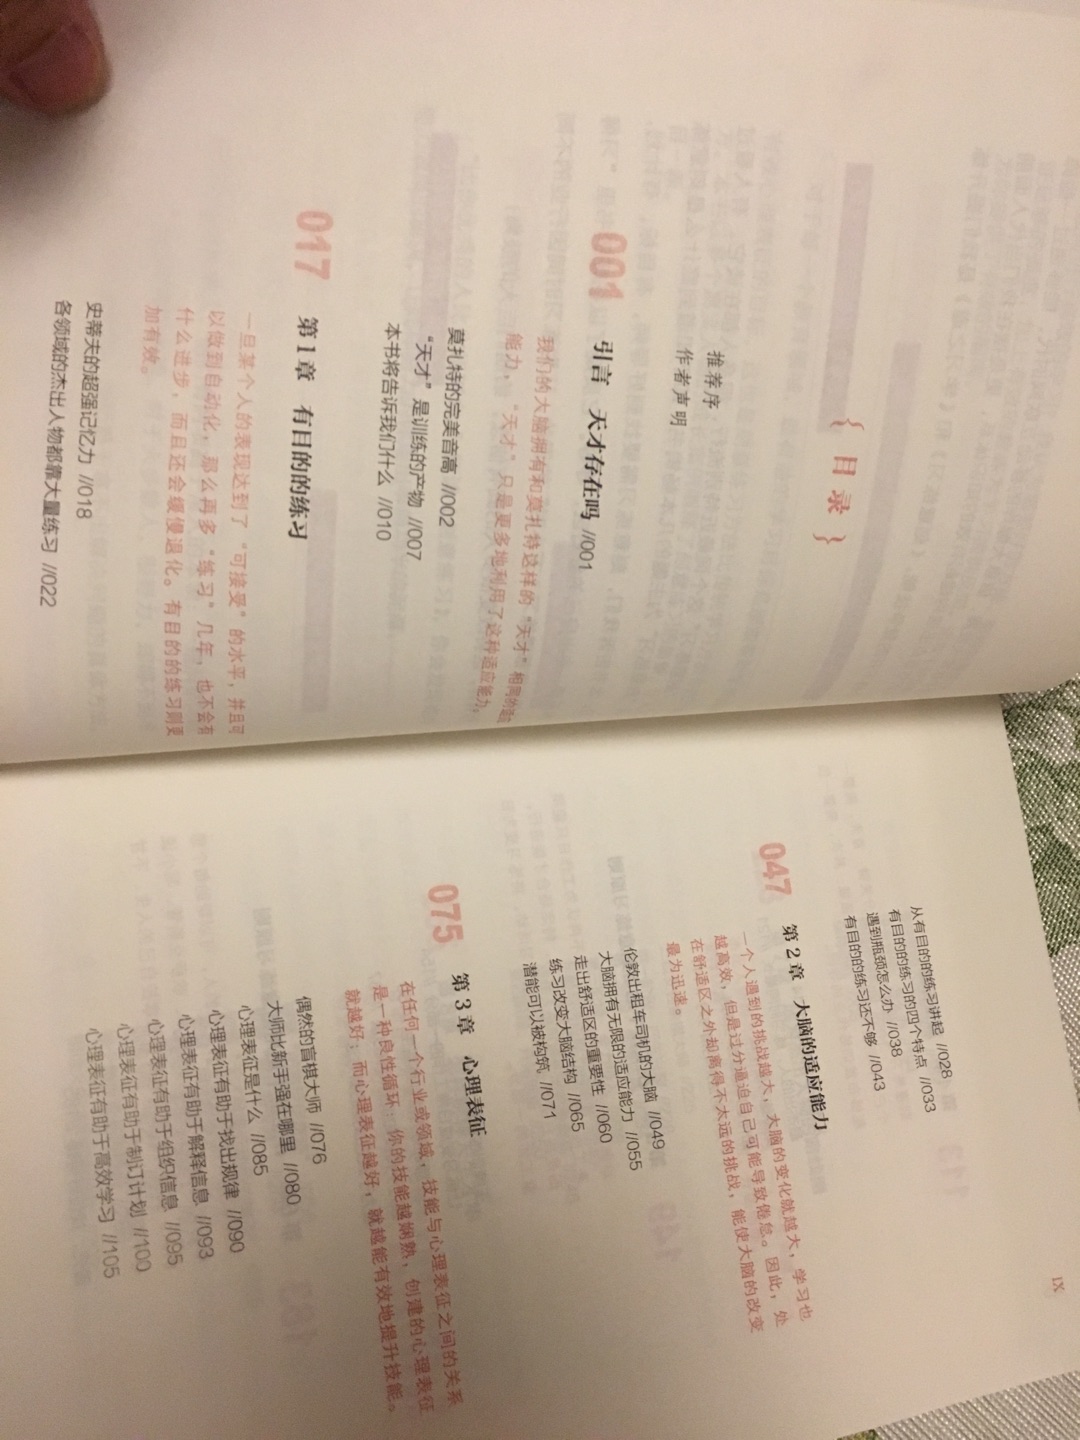 { 目 录 }
推荐序
作者声明
001 引言 天才存在吗 //001
我们的大脑拥有和莫扎特这样的“天才”相同的适应
能力,“天才”只是更多地利用了这种适应能力。
莫扎特的完美音高 //002
“天才”是训练的产物 //007
本书将告诉我们什么 //010
017 第1章 有目的的练习
一旦某个人的表现达到了“可接受”的水平,并且可
以做到自动化,那么再多“练习”几年,也不会有
什么进步,而且还会缓慢退化。有目的的练习则更
加有效。
史蒂夫的超强记忆力 //018
各领域的杰出人物都靠大量练习 //022
IX
从有目的的练习讲起 //028
有目的的练习的四个特点 //033
遇到瓶颈怎么办 //038
有目的的练习还不够 //043
047 第2章 大脑的适应能力
一个人遇到的挑战越大,大脑的变化就越大,学习也
越高效,但是过分逼迫自己可能导致倦怠。因此,处
在舒适区之外却离得不太远的挑战,能使大脑的改变
最为迅速。
伦敦出租车司机的大脑 //049
大脑拥有无限的适应能力 //055
走出舒适区的重要性 //060
练习改变大脑结构 //065
潜能可以被构筑 //071
075 第3章 心理表征
在任何一个行业或领域,技能与心理表征之间的关系
是一种良性循环:你的技能越娴熟,创建的心理表征
就越好;而心理表征越好,就越能有效地提升技能。
偶然的盲棋大师 //076
大师比新手强在哪里 //080
心理表征是什么 //085
心理表征有助于找出规律 //090
心理表征有助于解释信息 //093
心理表征有助于组织信息 //095
心理表征有助于制订计划 //100
心理表征有助于高效学习 //105